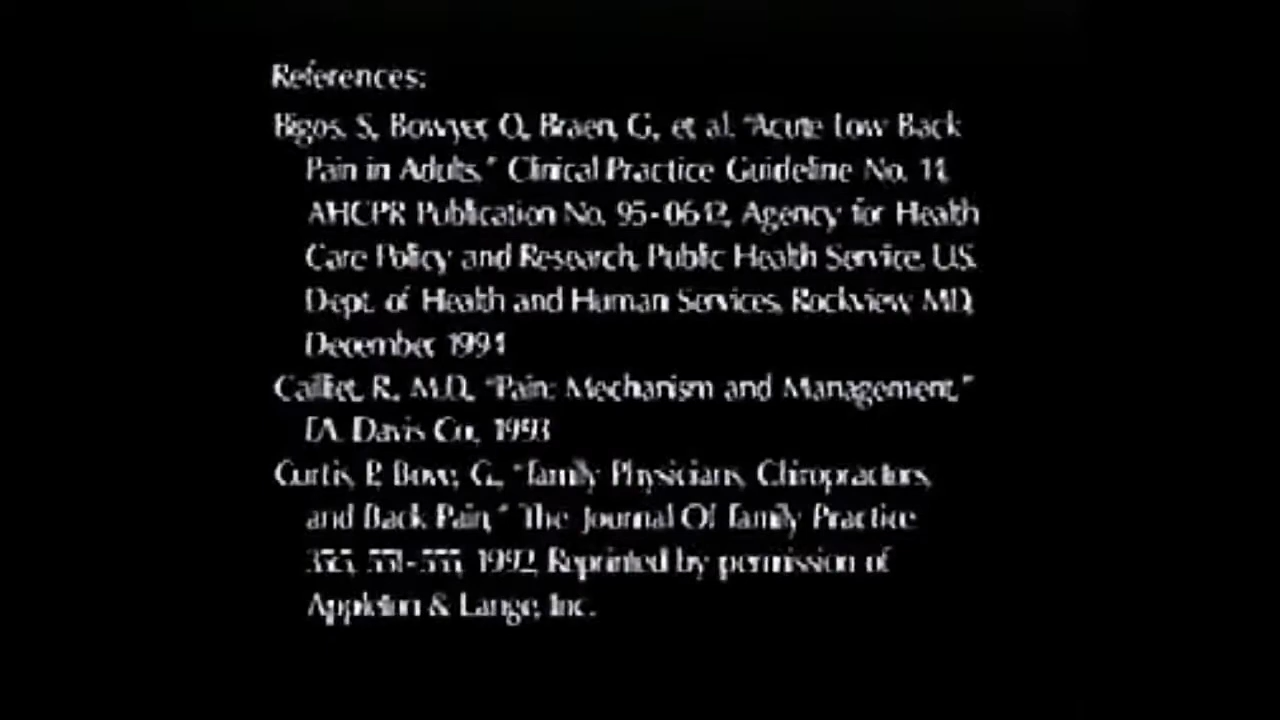 References:
Bigos, S, Bowyer, O, Braen, G, et al. "Acute Low Back
Pain in Adults," Clinical Practice Guideline No. 14,
AHCPR Publication No. 95-0642, Agency for Health
Care Policy and Research, Public Health Service, U.S.
Dept. of Health and Human Services, Rockview, MD,
December 1994
Cailliet, R., M.D., "Pain: Mechanism and Management,"
F.A. Davis Co., 1993
Curtis, P, Bove, G., "Family Physicians, Chiropractors,
and Back Pain," The Journal Of Family Practice
551-555, 1992, Reprinted by permission of
Appleton & Lange, Inc.